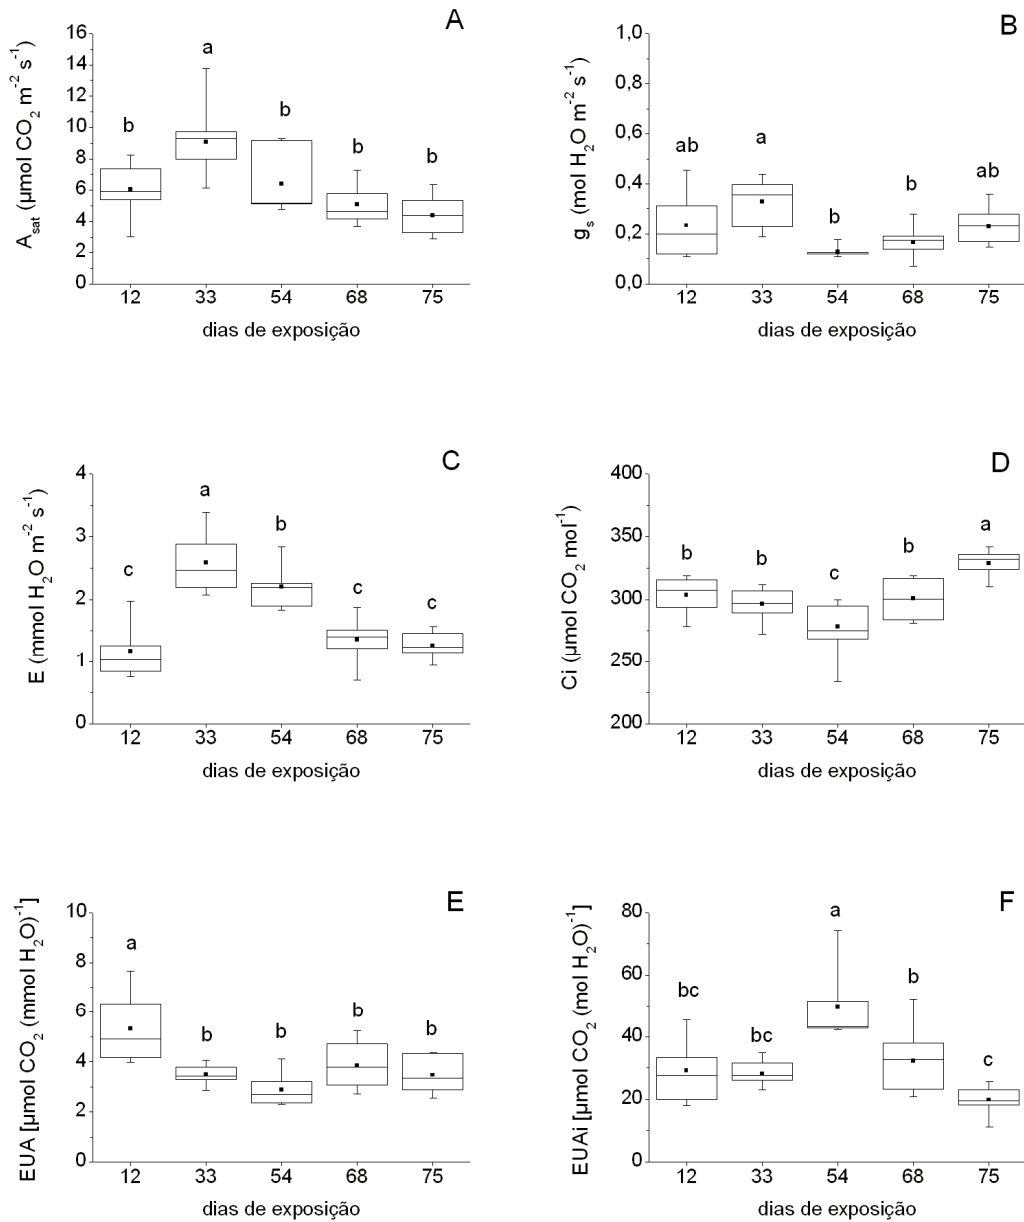 A
A_sat (µmol CO₂ m⁻² s⁻¹)
16
14
12
10
8
6
4
2
0
b
a
b
b
b
12 33 54 68 75
dias de exposição
B
g_s (mol H₂O m⁻² s⁻¹)
1,0
0,8
0,6
0,4
0,2
0,0
ab
a
b
b
ab
12 33 54 68 75
dias de exposição
C
E (mmol H₂O m⁻² s⁻¹)
4
3
2
1
0
c
a
b
c
c
12 33 54 68 75
dias de exposição
D
Ci (µmol CO₂ mol⁻¹)
400
350
300
250
200
b
b
c
b
a
12 33 54 68 75
dias de exposição
E
EUA [µmol CO₂ (mmol H₂O)⁻¹]
10
8
6
4
2
0
a
b
b
b
b
12 33 54 68 75
dias de exposição
F
EUAi [µmol CO₂ (mol H₂O)⁻¹]
80
60
40
20
0
bc
bc
a
b
c
12 33 54 68 75
dias de exposição